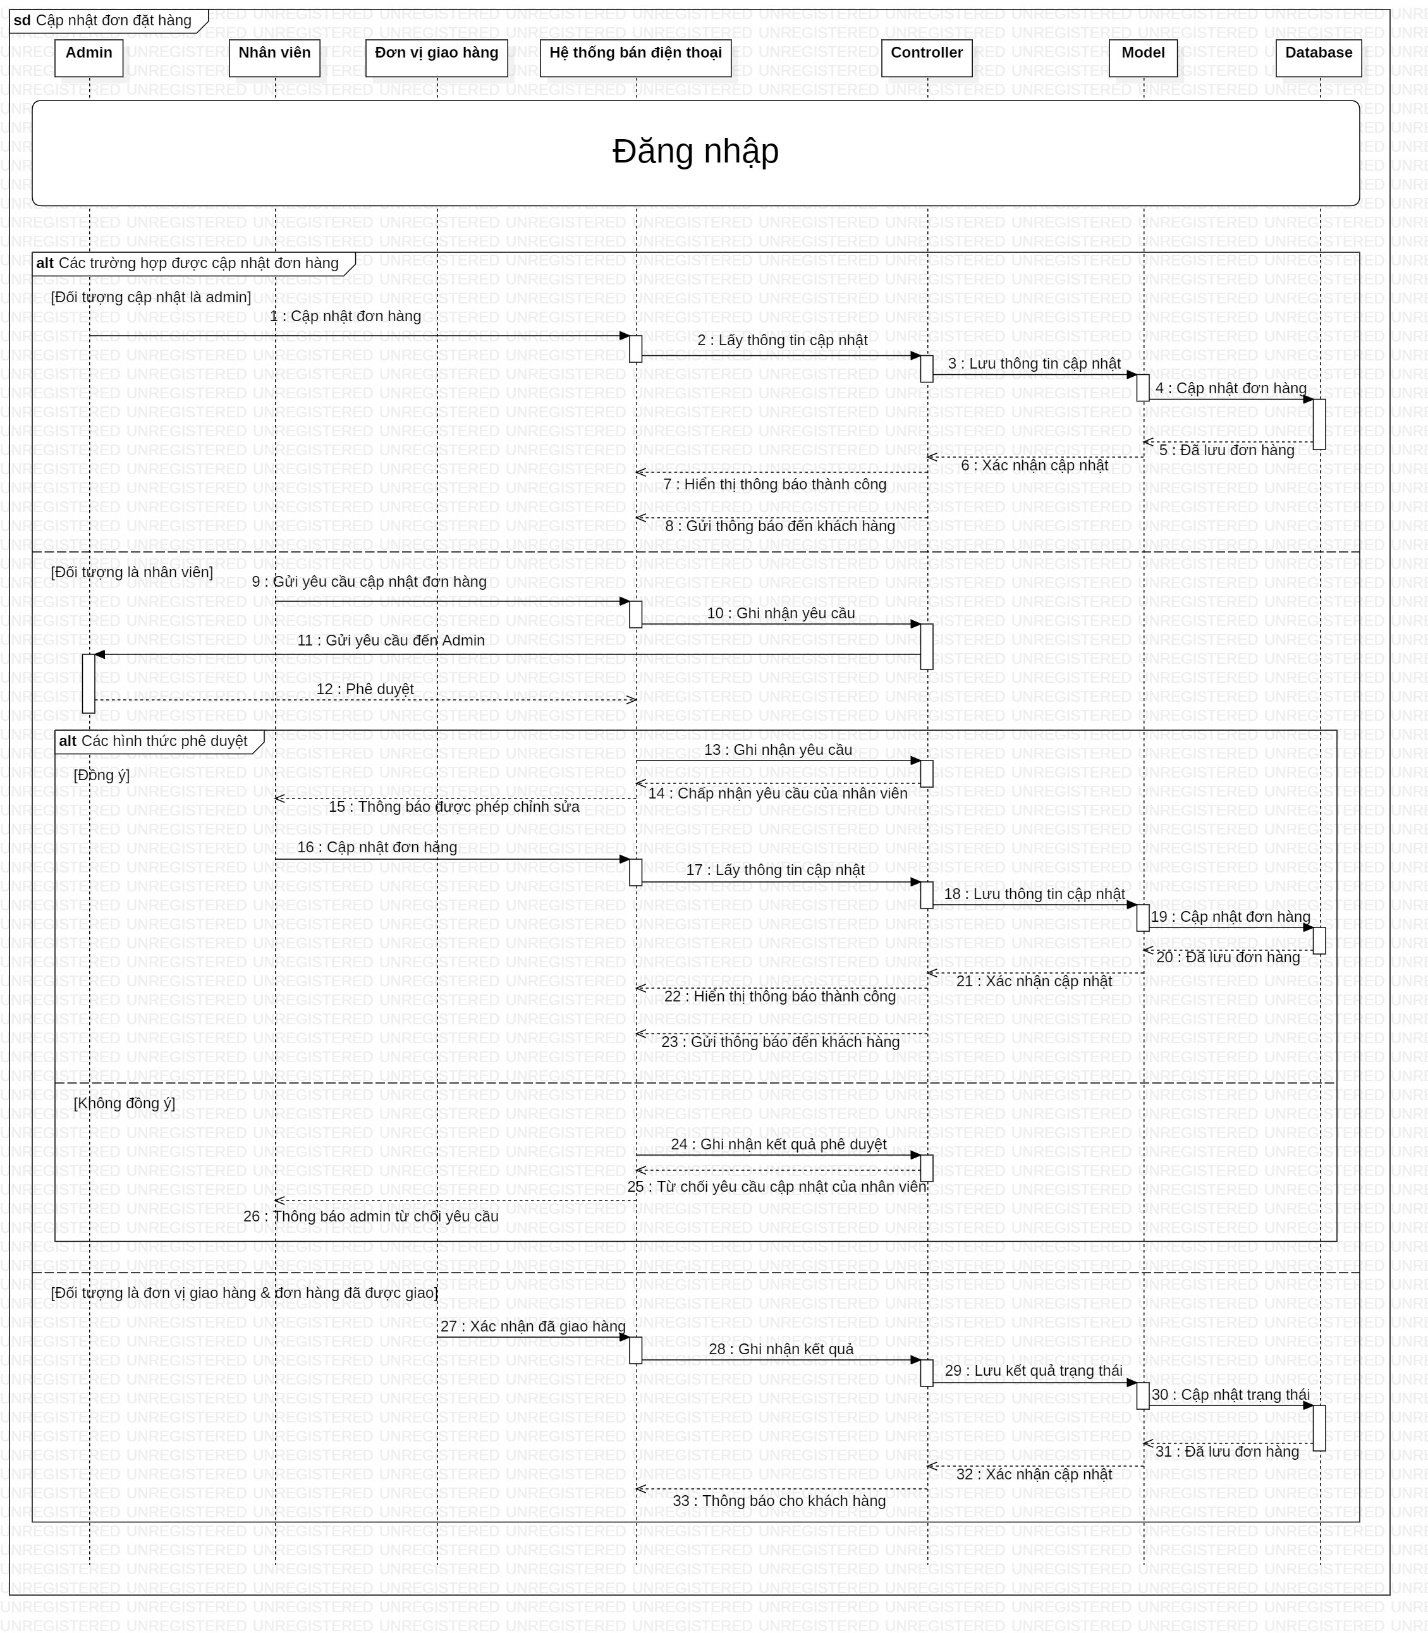 sd Cập nhật đơn đặt hàng
Admin
Nhân viên
Đơn vị giao hàng
Hệ thống bán điện thoại
Controller
Model
Database
Đăng nhập
alt Các trường hợp được cập nhật đơn hàng
[Đối tượng cập nhật là admin]
1 : Cập nhật đơn hàng
2 : Lấy thông tin cập nhật
3 : Lưu thông tin cập nhật
4 : Cập nhật đơn hàng
5 : Đã lưu đơn hàng
6 : Xác nhận cập nhật
7 : Hiển thị thông báo thành công
8 : Gửi thông báo đến khách hàng
[Đối tượng là nhân viên]
9 : Gửi yêu cầu cập nhật đơn hàng
10 : Ghi nhận yêu cầu
11 : Gửi yêu cầu đến Admin
12 : Phê duyệt
alt Các hình thức phê duyệt
[Đồng ý]
13 : Ghi nhận yêu cầu
14 : Chấp nhận yêu cầu của nhân viên
15 : Thông báo được phép chỉnh sửa
16 : Cập nhật đơn hàng
17 : Lấy thông tin cập nhật
18 : Lưu thông tin cập nhật
19 : Cập nhật đơn hàng
20 : Đã lưu đơn hàng
21 : Xác nhận cập nhật
22 : Hiển thị thông báo thành công
23 : Gửi thông báo đến khách hàng
[Không đồng ý]
24 : Ghi nhận kết quả phê duyệt
25 : Từ chối yêu cầu cập nhật của nhân viên
26 : Thông báo admin từ chối yêu cầu
[Đối tượng là đơn vị giao hàng & đơn hàng đã được giao]
27 : Xác nhận đã giao hàng
28 : Ghi nhận kết quả
29 : Lưu kết quả trạng thái
30 : Cập nhật trạng thái
31 : Đã lưu đơn hàng
32 : Xác nhận cập nhật
33 : Thông báo cho khách hàng